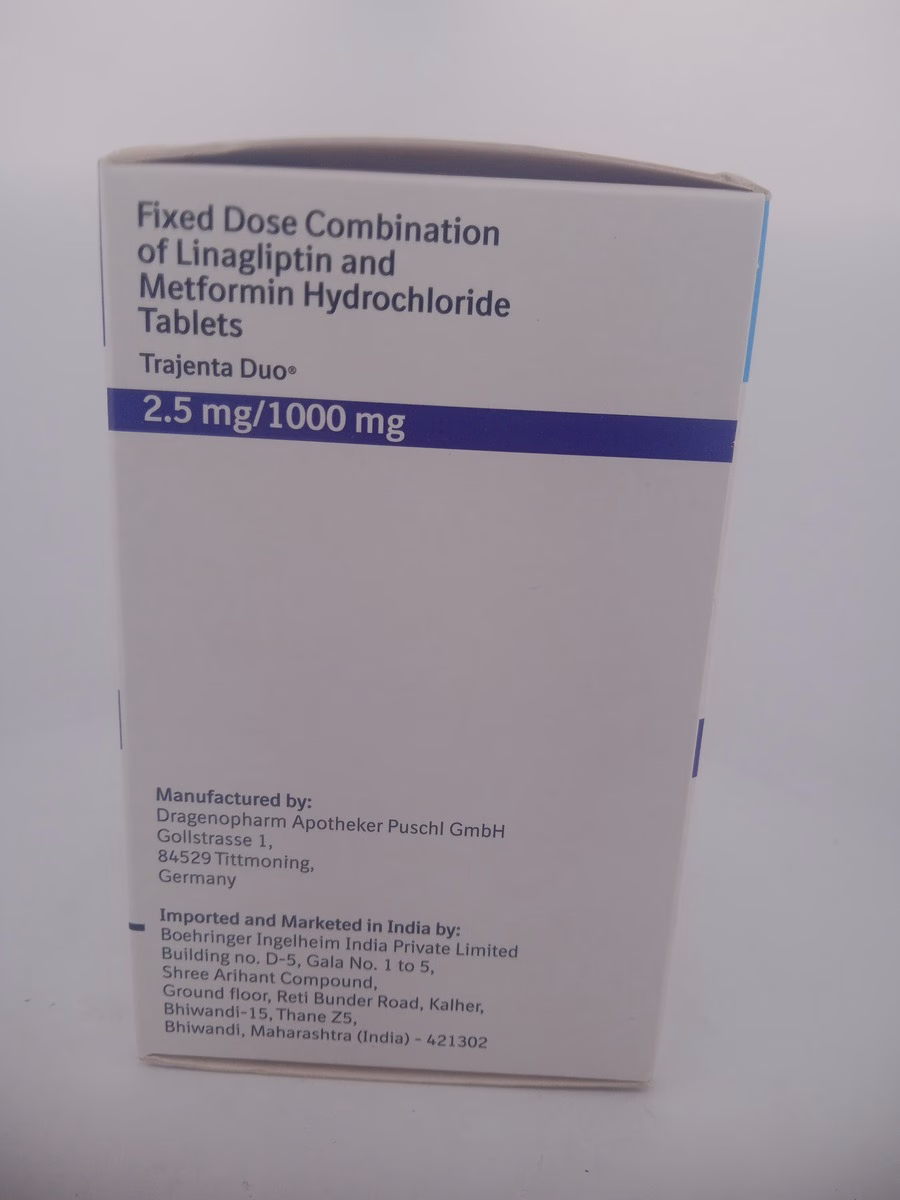 Fixed Dose Combination
of Linagliptin and
Metformin Hydrochloride
Tablets
Trajenta Duo®
2.5 mg/1000 mg
Manufactured by:
Dragenopharm Apotheker Puschl GmbH
Gollstrasse 1,
84529 Tittmoning,
Germany
Imported and Marketed in India by:
Boehringer Ingelheim India Private Limited
Building no. D-5, Gala No. 1 to 5,
Shree Arihant Compound,
Ground floor, Reti Bunder Road, Kalher,
Bhiwandi-15, Thane Z5,
Bhiwandi, Maharashtra (India) - 421302